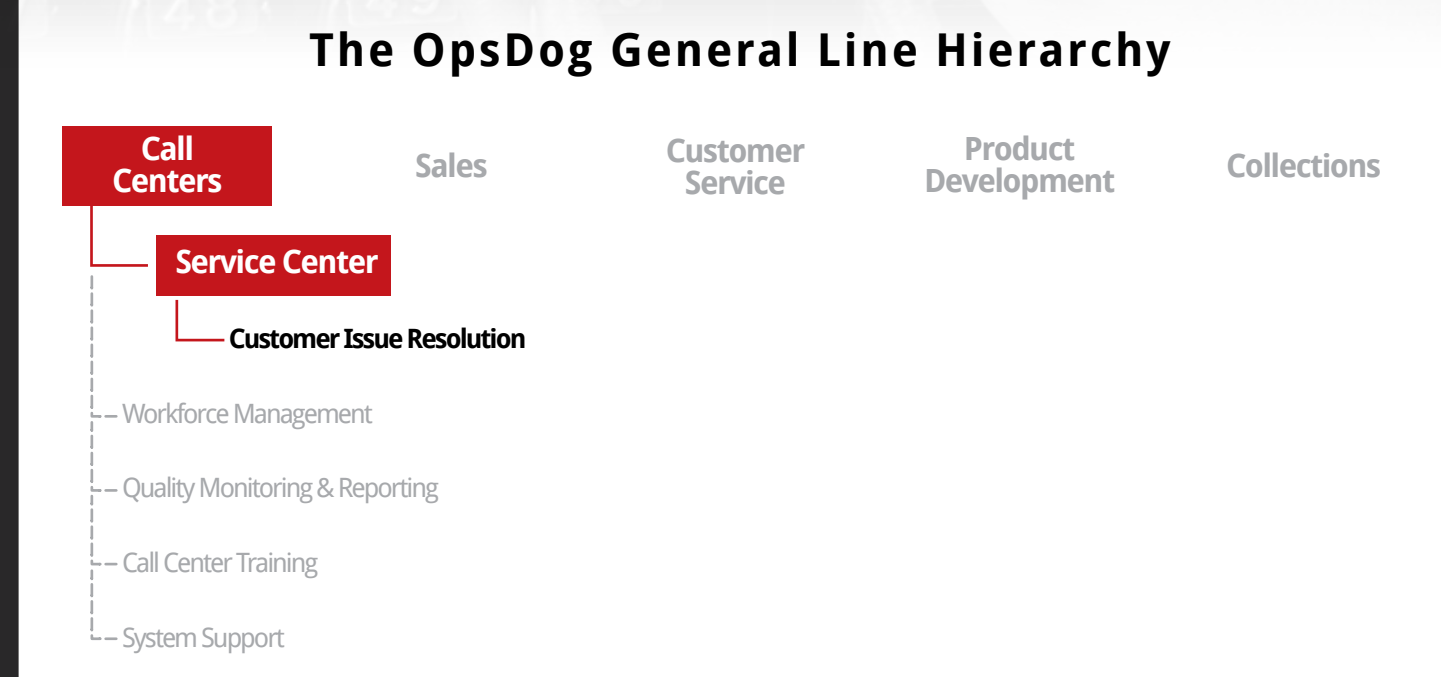 The OpsDog General Line Hierarchy
Call
Centers
Sales
Customer
Service
Product
Development
Collections
Service Center
Customer Issue Resolution
Workforce Management
Quality Monitoring & Reporting
Call Center Training
System Support